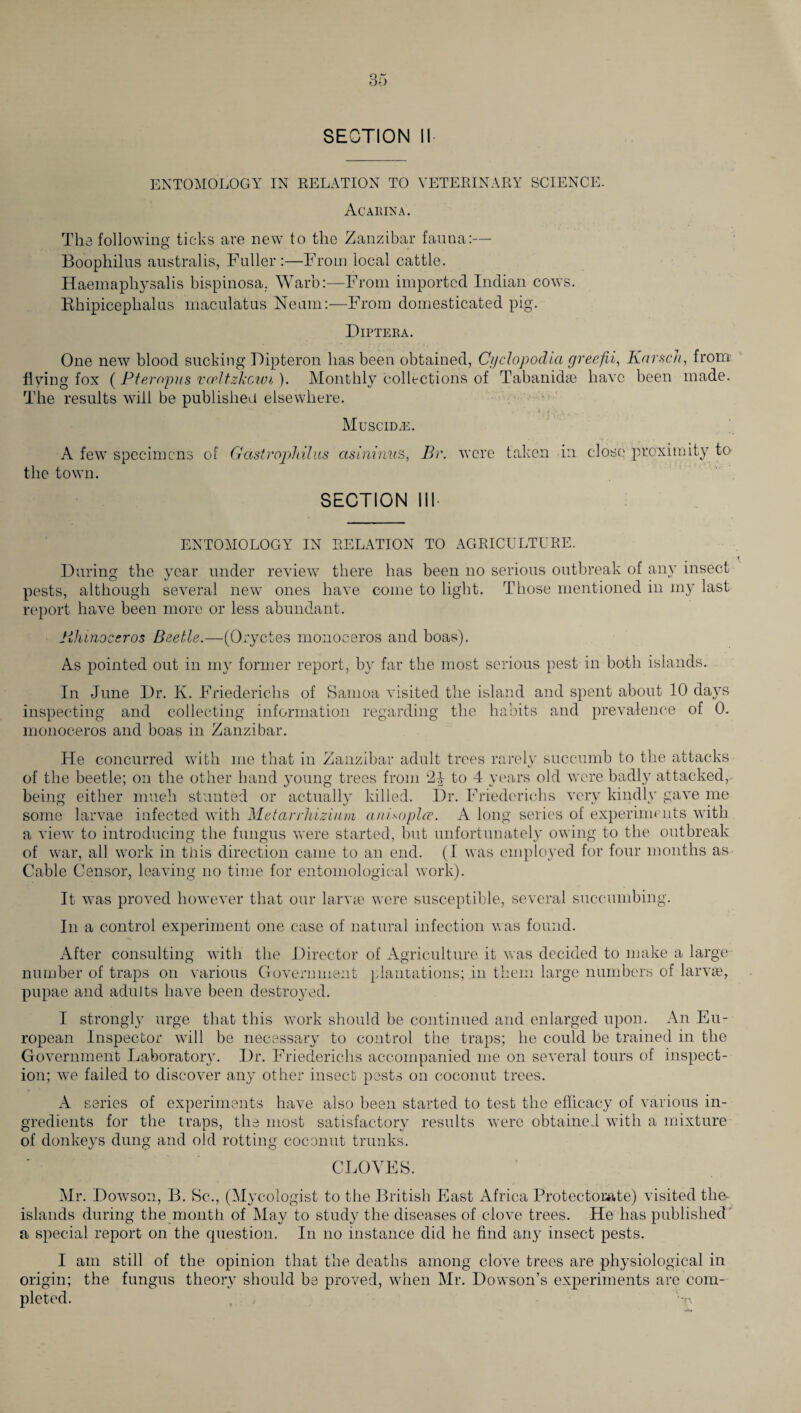 35
SECTION II
ENTOMOLOGY IN RELATION TO VETERINARY SCIENCE.
Acarina.
The following ticks are new to the Zanzibar fauna:—
Boophilus australis, Fuller:—From local cattle.
Haemaphysalis bispinosa, Warb:—From imported Indian cows.
Rhipicephalus maculatus Neum:—From domesticated pig.
Diptera.
One new blood sucking Dipteron has been obtained, Cyclopodia greefii, Karsch, from
flying fox ( Pteropus vœltzkowi ). Monthly collections of Tabanidæ have been made.
The results will be published elsewhere.
Muscidæ.
A few specimens of Gastrophilus asininus, Br. were taken in close proximity to
the town.
SECTION III
ENTOMOLOGY IN RELATION TO AGRICULTURE.
During the year under review there has been no serious outbreak of any insect
pests, although several new ones have come to light. Those mentioned in my last
report have been more or less abundant.
Rhinoceros Beetle.—(Oryctes monoceros and boas).
As pointed out in my former report, by far the most serious pest in both islands.
In June Dr. K. Friederichs of Samoa visited the island and spent about 10 days
inspecting and collecting information regarding the habits and prevalence of O.
monoceros and boas in Zanzibar.
He concurred with me that in Zanzibar adult trees rarely succumb to the attacks
of the beetle; on the other hand young trees from 2½ to 4 years old were badly attacked,
being either much stunted or actually killed. Dr. Friederichs very kindly gave me
some larvae infected with Metarrhizium anisoplæ. A long series of experiments with
a view to introducing the fungus were started, but unfortunately owing to the outbreak
of war, all work in this direction came to an end. (I was employed for four months as
Cable Censor, leaving no time for entomological work).
It was proved however that our larvæ were susceptible, several succumbing.
In a control experiment one case of natural infection was found.
After consulting with the Director of Agriculture it was decided to make a large
number of traps on various Government plantations; in them large numbers of larvæ,
pupae and adults have been destroyed.
I strongly urge that this work should be continued and enlarged upon. An Eu-
ropean Inspector will be necessary to control the traps; he could be trained in the
Government Laboratory. Dr. Friederichs accompanied me on several tours of inspect-
ion; we failed to discover any other insect pests on coconut trees.
A series of experiments have also been started to test the efficacy of various in-
gredients for the traps, the most satisfactory results were obtained with a mixture
of donkeys dung and old rotting coconut trunks.
CLOVES.
Mr. Dowson, B. Sc., (Mycologist to the British East Africa Protectorate) visited the
islands during the month of May to study the diseases of clove trees. He has published
a special report on the question. In no instance did he find any insect pests.
I am still of the opinion that the deaths among clove trees are physiological in
origin; the fungus theory should be proved, when Mr. Dowson's experiments are com-
pleted.